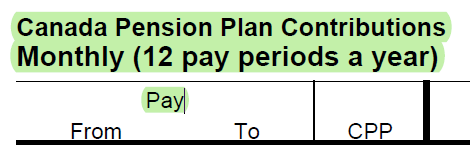 Canada Pension Plan Contributions
Monthly (12 pay periods a year)
Pay
From To CPP